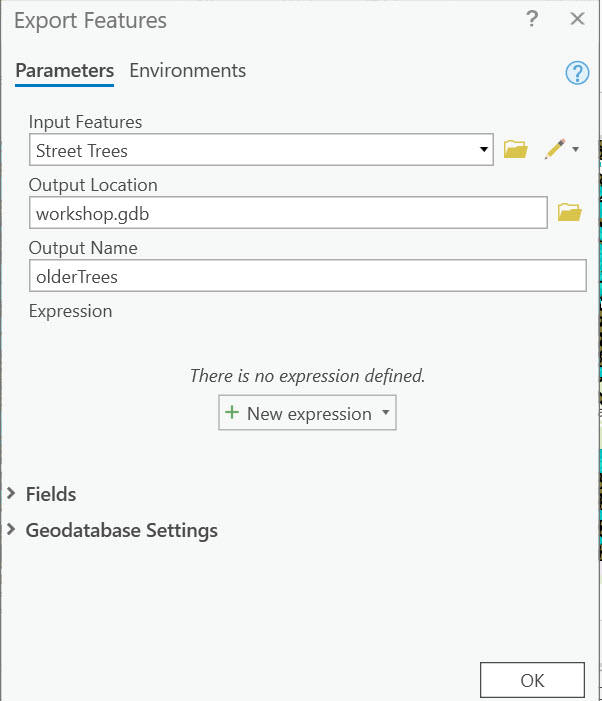 Export Features
?
Parameters Environments
?
Input Features
Street Trees
Output Location
workshop.gdb
Output Name
olderTrees
Expression
There is no expression defined.
+ New expression
Fields
Geodatabase Settings
OK